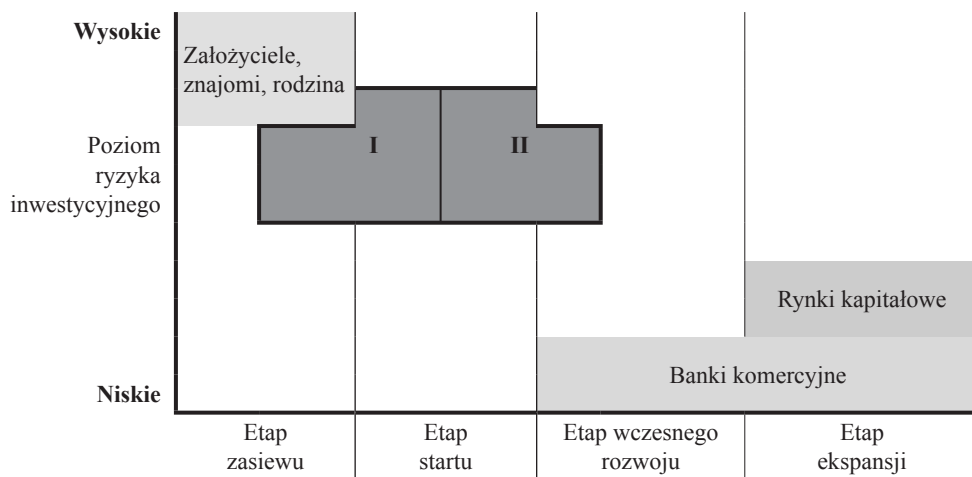 Wysokie
Założyciele,
znajomi, rodzina
Poziom
ryzyka
inwestycyjnego
I
II
Rynki kapitałowe
Banki komercyjne
Niskie
Etap
zasiewu
Etap
startu
Etap wczesnego
rozwoju
Etap
ekspansji